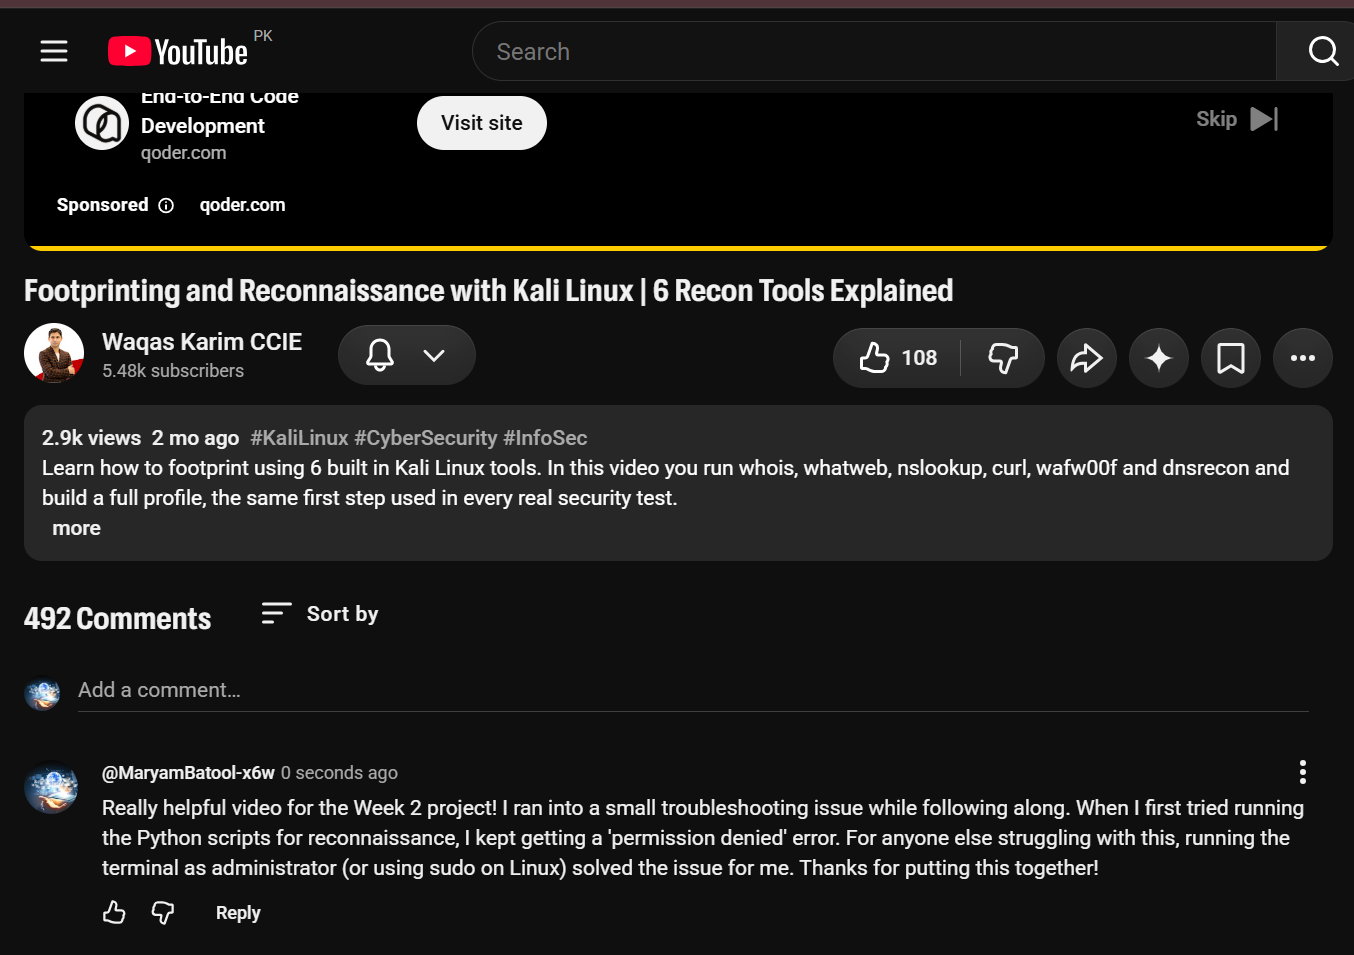 YouTube PK
Search
End-to-End Code
Development
qoder.com
Visit site
Skip
Sponsored qoder.com
Footprinting and Reconnaissance with Kali Linux | 6 Recon Tools Explained
Waqas Karim CCIE
5.48k subscribers
108
2.9k views 2 mo ago #KaliLinux #CyberSecurity #InfoSec
Learn how to footprint using 6 built in Kali Linux tools. In this video you run whois, whatweb, nslookup, curl, wafw00f and dnsrecon and
build a full profile, the same first step used in every real security test.
more
492 Comments
Sort by
Add a comment…
@MaryamBatool-x6w 0 seconds ago
Really helpful video for the Week 2 project! I ran into a small troubleshooting issue while following along. When I first tried running
the Python scripts for reconnaissance, I kept getting a 'permission denied' error. For anyone else struggling with this, running the
terminal as administrator (or using sudo on Linux) solved the issue for me. Thanks for putting this together!
Reply